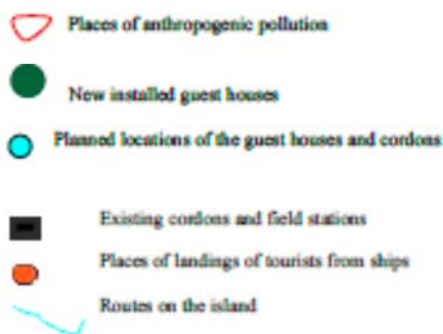 Places of anthropogenic pollution
New installed guest houses
Planned locations of the guest houses and cordons
Existing cordons and field stations
Places of landings of tourists from ships
Routes on the island